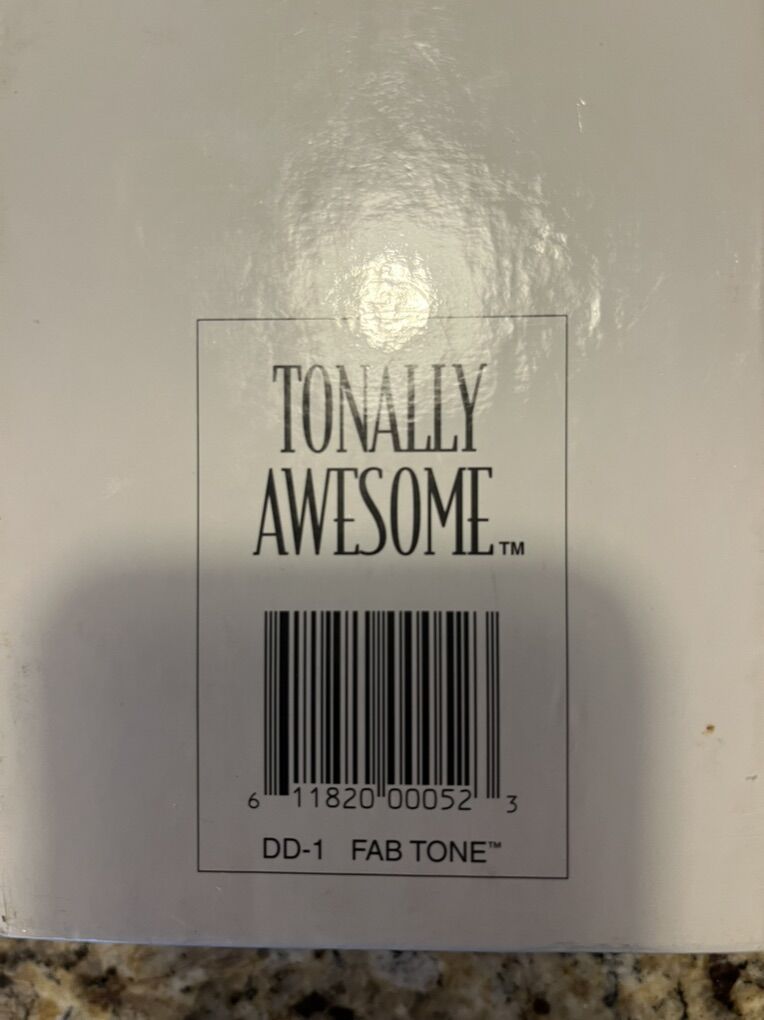 TONALLY
AWESOME™
6 11820 00052 3
DD-1 FAB TONE™